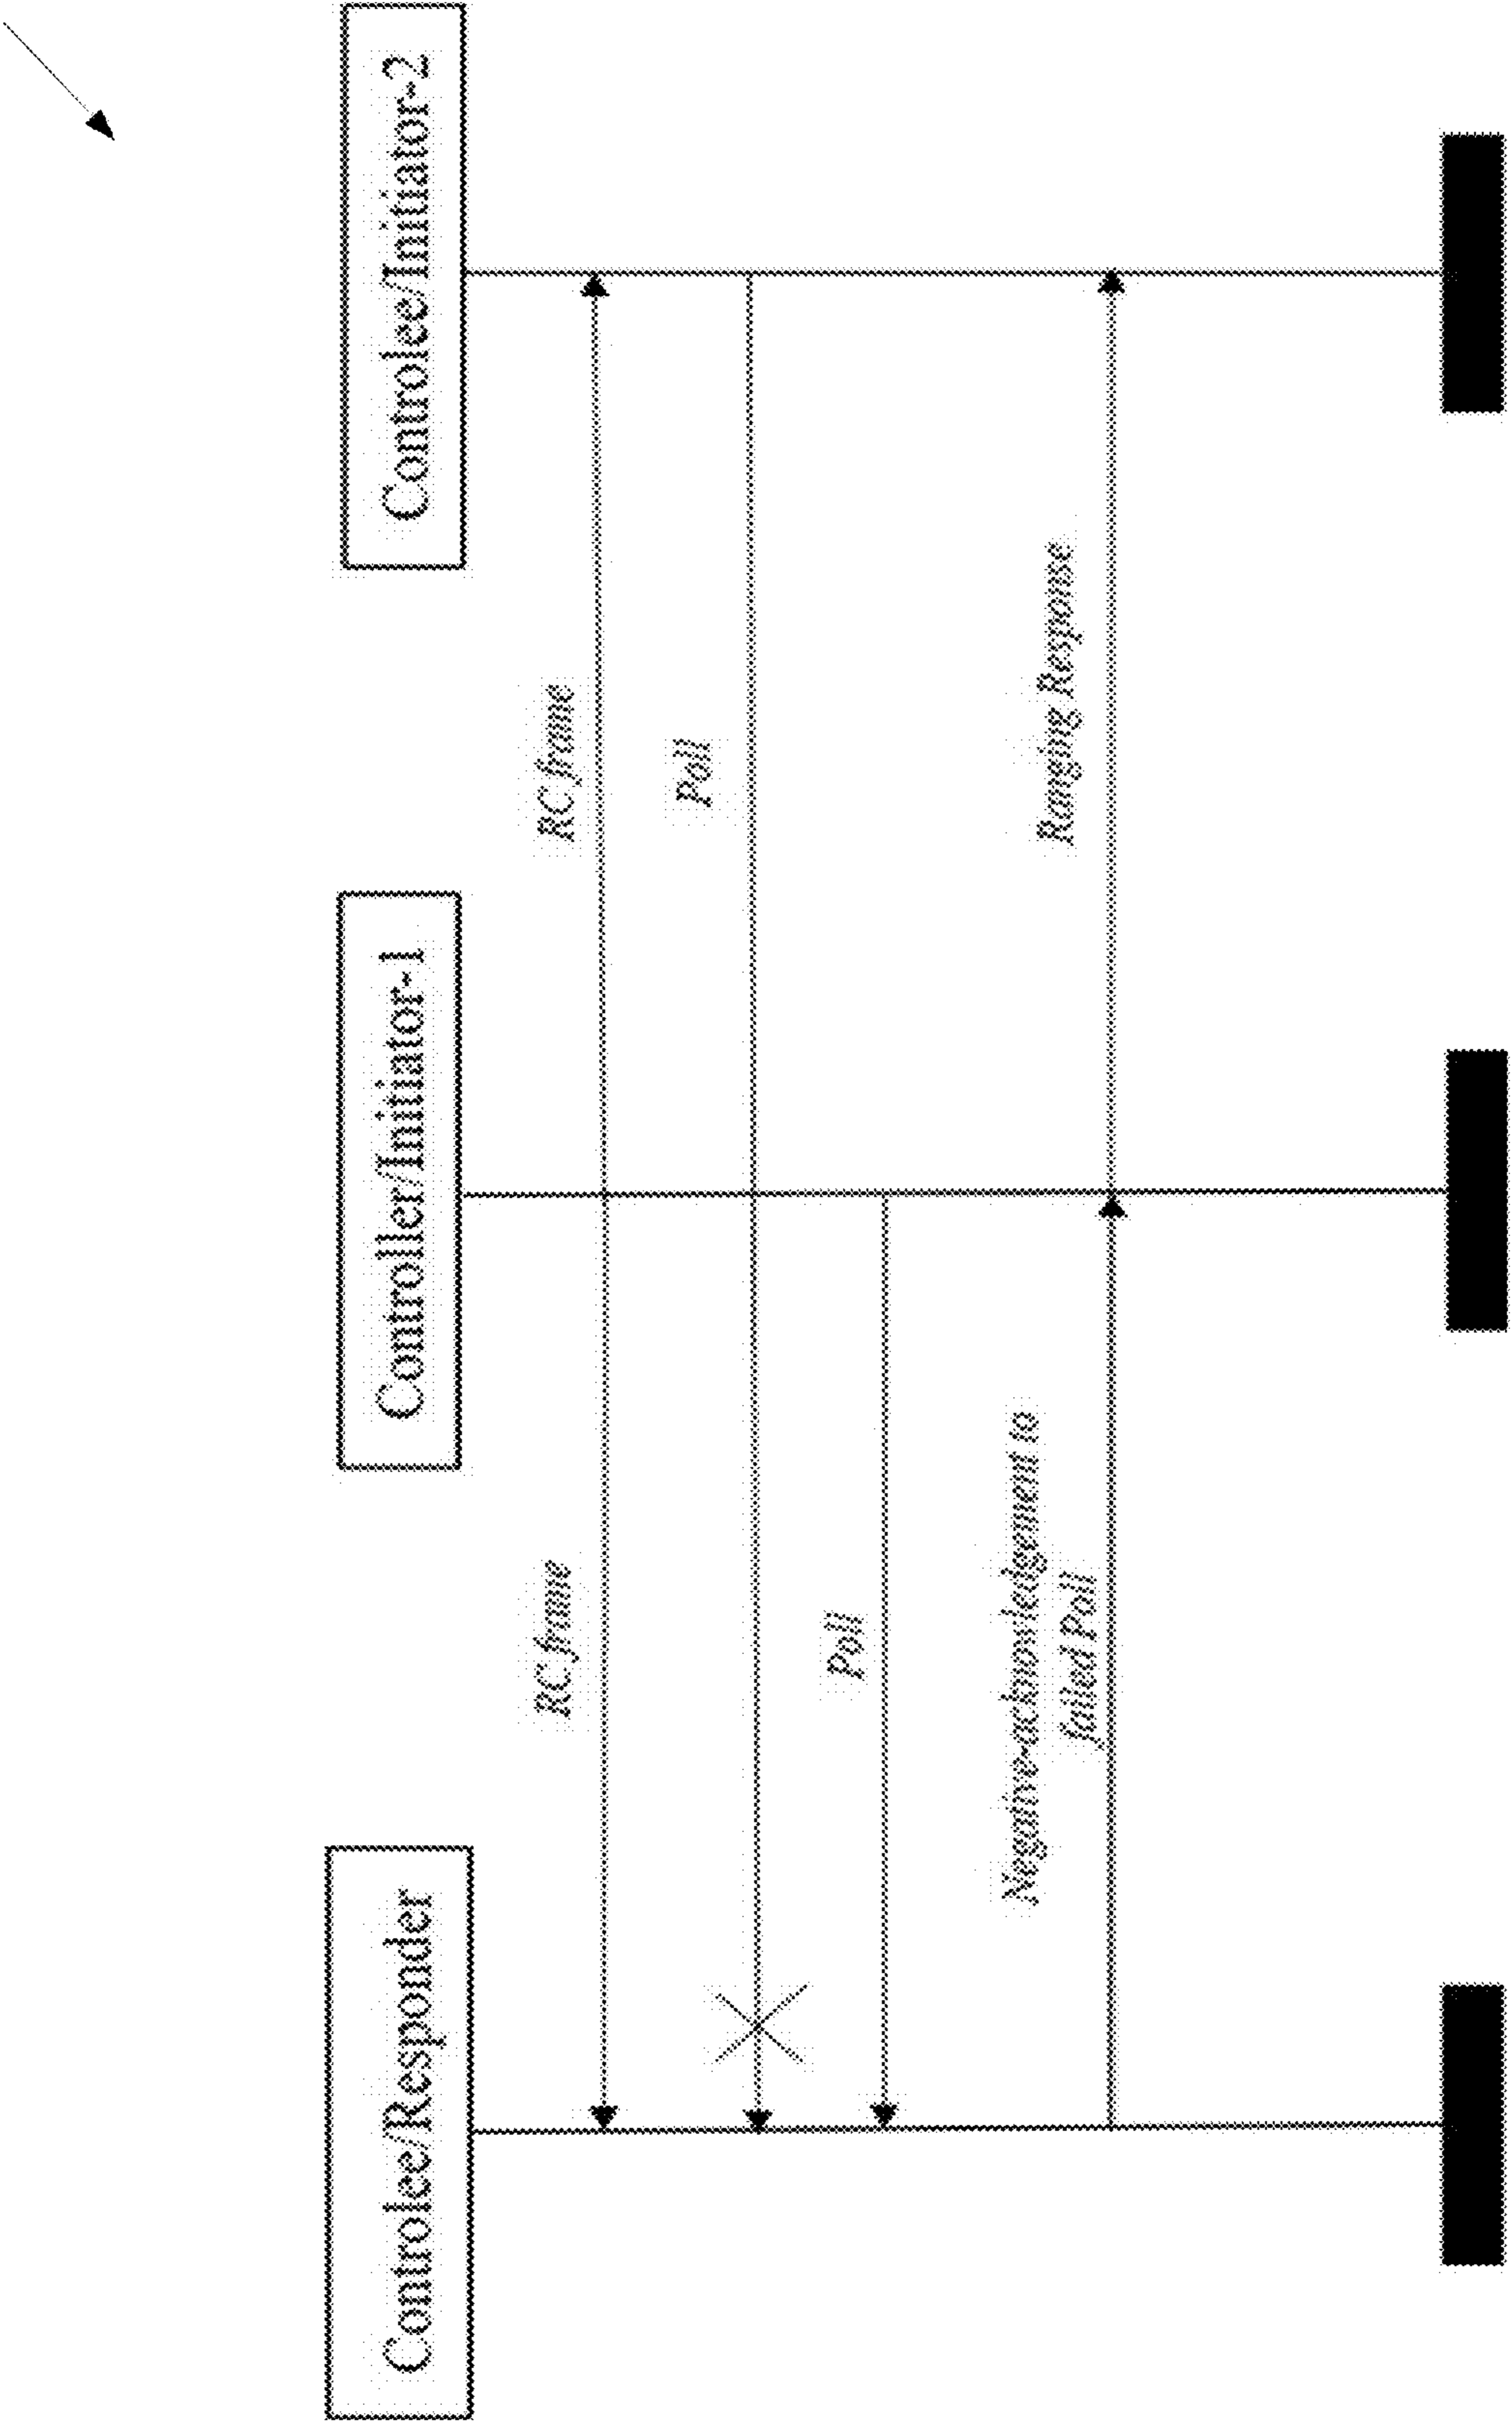 Controlee/Responder
Controller/Initiator-1
Controlee/Initiator-2
RC frame
RC frame
Poll
Poll
Negative-acknowledgement to
failed Poll
Ranging Response